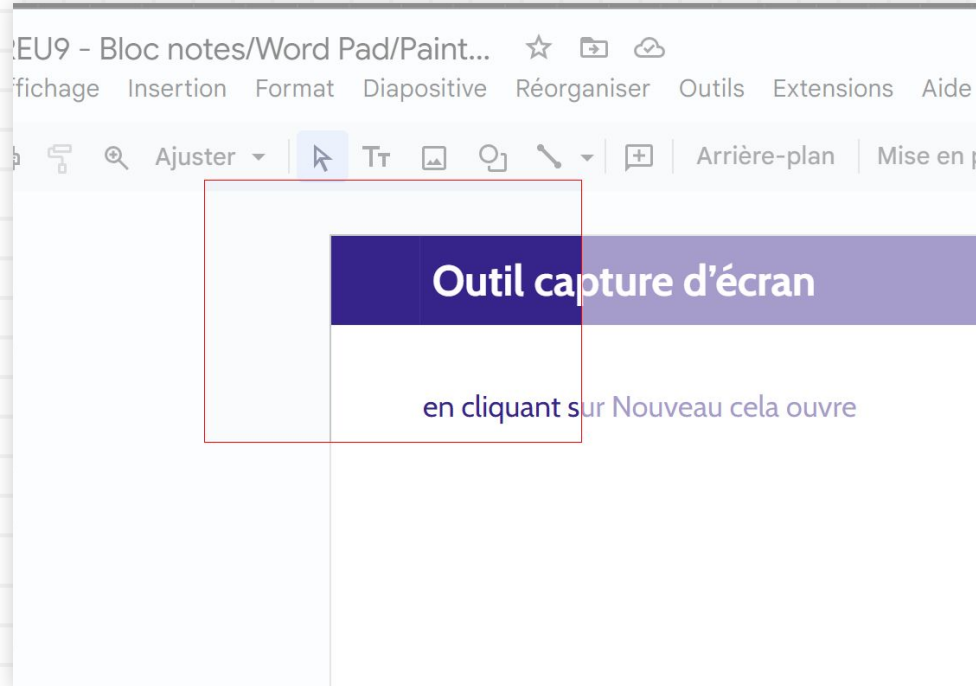 EU9 - Bloc notes/Word Pad/Paint...
ffichage Insertion Format Diapositive Réorganiser Outils Extensions Aide
Ajuster Tт Arrière-plan Mise en p
Outil capture d’écran
en cliquant sur Nouveau cela ouvre